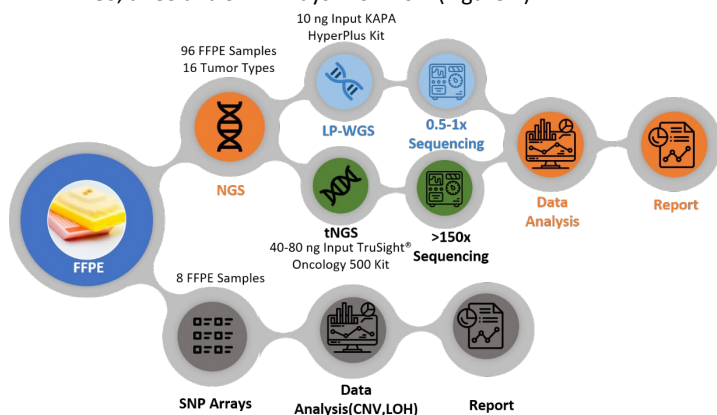 96 FFPE Samples
16 Tumor Types
10 ng Input KAPA
HyperPlus Kit
LP-WGS
0.5-1x
Sequencing
NGS
tNGS
40-80 ng Input TruSight®
Oncology 500 Kit
>150x
Sequencing
Data
Analysis
Report
FFPE
8 FFPE Samples
SNP Arrays
Data
Analysis(CNV,LOH)
Report